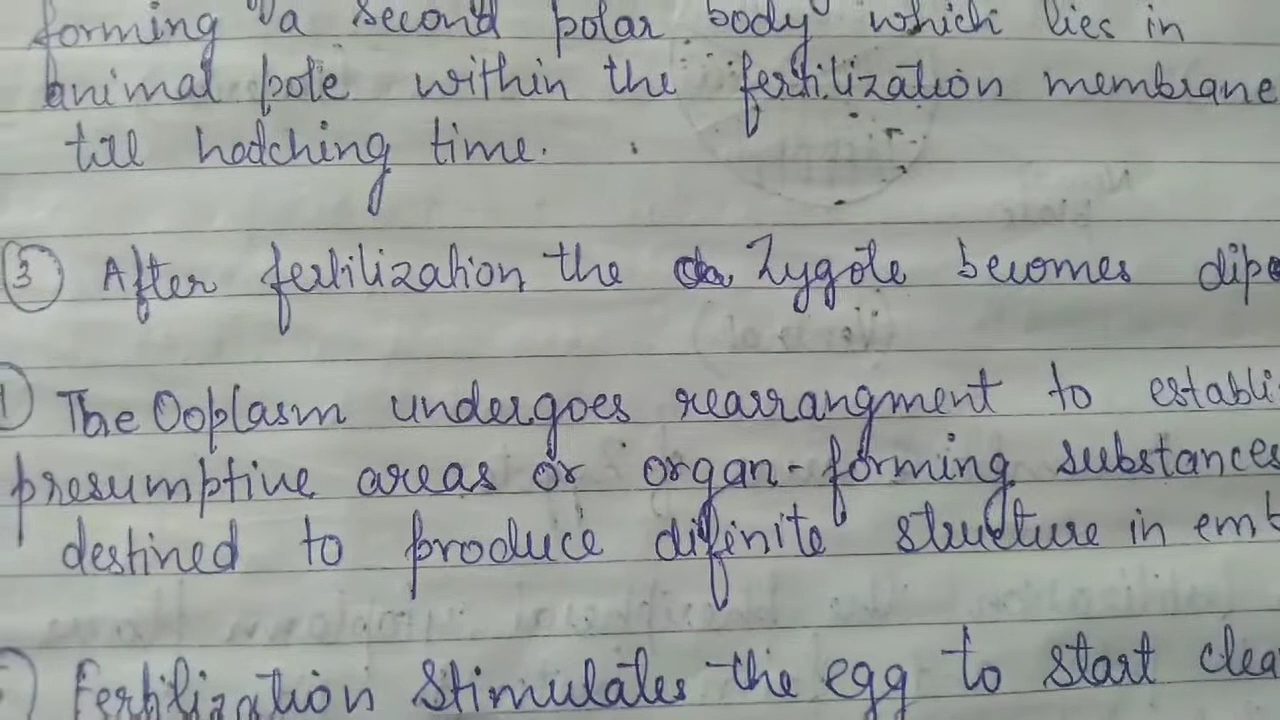 forming a second polar body which lies in
animal pole within the fertilization membrane
till hodching time.
③ After fertilization the Zygote becomes dip
The Ooplasm undergoes rearrangment to establi
presumptive areas or organ-forming substances
destined to produce difinite structure in emb
Fertilization stimulates the egg to start clea